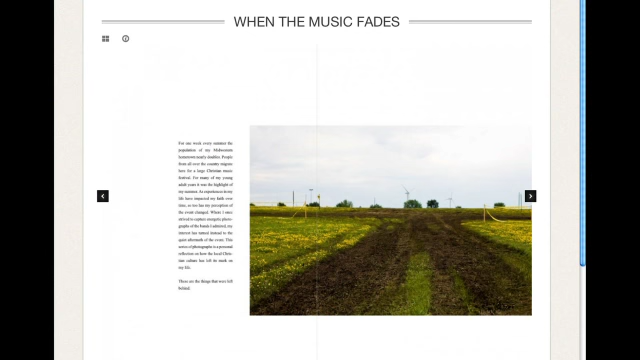 WHEN THE MUSIC FADES
For one week every summer the
population of my Midwestern
hometown nearly doubles. People
from all over the country migrate
here for a large Christian music
festival. For many of my young
adult years it was the highlight of
my summer. As experiences in my
life have impacted my faith over
time, so too has my perception of
the event changed. Where I once
strived to capture energetic photo-
graphs of the bands I admired, my
interest has turned instead to the
quiet aftermath of the event. This
series of photographs is a personal
reflection on how the local Chris-
tian culture has left its mark on
my life.
These are the things that were left
behind.